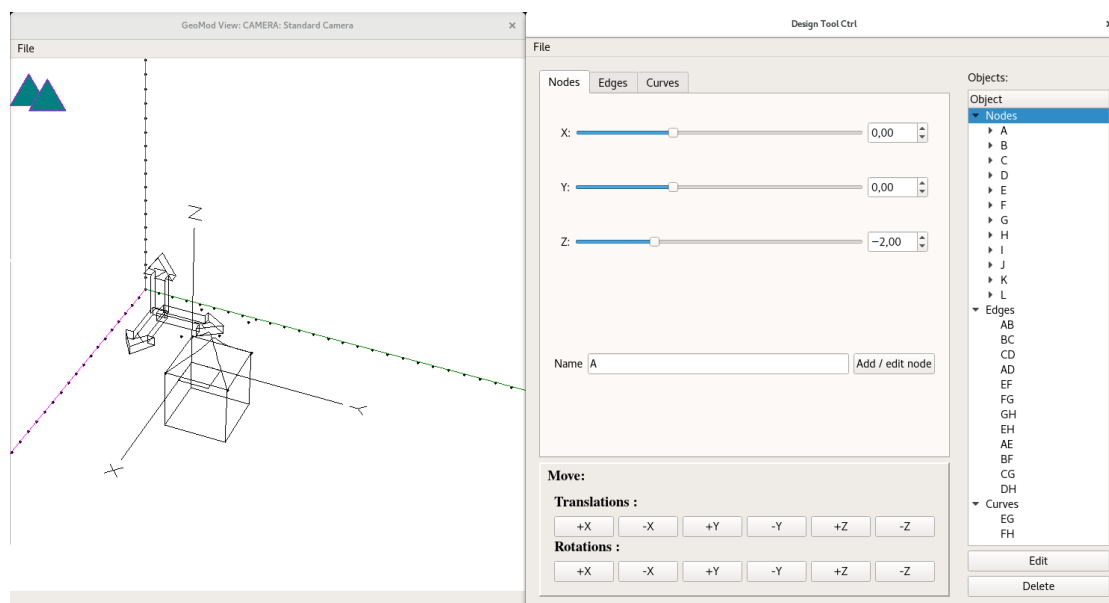 GeoMod View: CAMERA: Standard Camera
File
Z
Y
X
Design Tool Ctrl
File
Nodes Edges Curves
X: 0,00
Y: 0,00
Z: −2,00
Name A Add / edit node
Move:
Translations :
+X -X +Y -Y +Z -Z
Rotations :
+X -X +Y -Y +Z -Z
Objects:
Object
Nodes
A
B
C
D
E
F
G
H
I
J
K
L
Edges
AB
BC
CD
AD
EF
FG
GH
EH
AE
BF
CG
DH
Curves
EG
FH
Edit
Delete